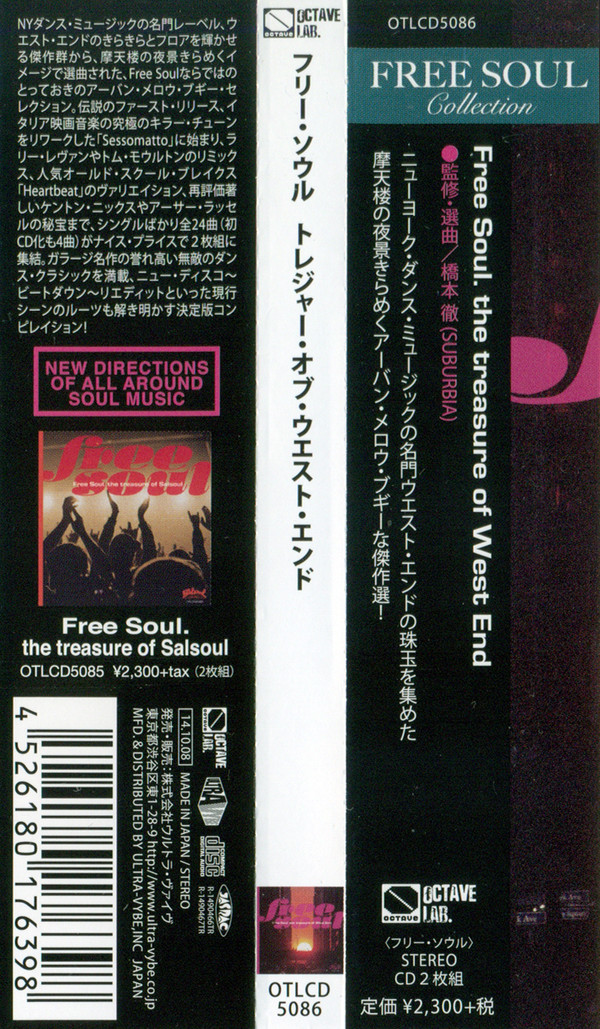 NYダンス・ミュージックの名門レーベル、ウ
エスト・エンドのきらきらとフロアを輝かせ
る傑作群から、摩天楼の夜景きらめくイ
メージで選曲された、Free Soulならではの
とっておきのアーバン・メロウ・ブギー・セ
レクション。伝説のファースト・リリース、イ
タリア映画音楽の究極のキラー・チューン
をリワークした「Sessomatto」に始まり、ラ
リー・レヴァンやトム・モウルトンのリミック
ス、人気オールド・スクール・ブレイクス
「Heartbeat」のヴァリエイション、再評価著
しいケントン・ニックスやアーサー・ラッセ
ルの秘宝まで、シングルばかり全24曲（初
CD化も4曲）がナイス・プライスで2枚組に
集結。ガラージ名作の誉れ高い無敵のダン
ス・クラシックを満載、ニュー・ディスコ～
ビートダウン～リエディットといった現行
シーンのルーツも解き明かす決定版コン
ピレイション!
NEW DIRECTIONS
OF ALL AROUND
SOUL MUSIC
free
soul
Free Soul. the treasure of Salsoul
Free Soul.
the treasure of Salsoul
OTLCD5085 ¥2,300+tax (2枚組)
4 526180 176398
OCTAVE
LAB.
OCTAVE
14.10.08 MADE IN JAPAN / STEREO
発売・販売：株式会社ウルトラ・ヴァイヴ
東京都渋谷区東1-28-9 http://www.ultra-vybe.co.jp
MFD. & DISTRIBUTED BY ULTRA-VYBE, INC. JAPAN
COMPACT
disc
DIGITAL AUDIO
JASRAC
R-1490466TR
R-1490467TR
OCTAVE
LAB.
OCTAVE
フリー・ソウル トレジャー・オブ・ウエスト・エンド
free
soul
OTLCD
5086
OTLCD5086
FREE SOUL
Collection
Free Soul. the treasure of West End
●監修・選曲／橋本 徹 (SUBURBIA)
ニューヨーク・ダンス・ミュージックの名門ウエスト・エンドの珠玉を集めた
摩天楼の夜景きらめくアーバン・メロウ・ブギーな傑作選!
OCTAVE
LAB.
OCTAVE
〈フリー・ソウル〉
STEREO
CD2枚組
定価 ¥2,300+税